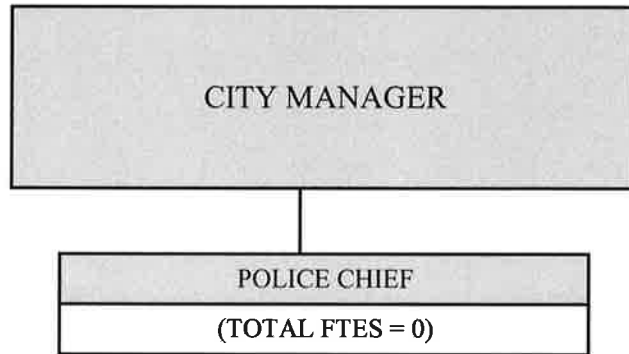 CITY MANAGER
POLICE CHIEF
(TOTAL FTES = 0)